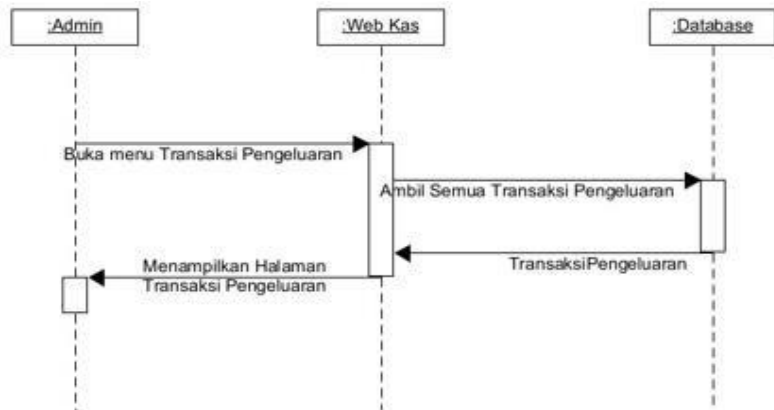 :Admin
:Web Kas
:Database
Buka menu Transaksi Pengeluaran
Ambil Semua Transaksi Pengeluaran
TransaksiPengeluaran
Menampilkan Halaman
Transaksi Pengeluaran